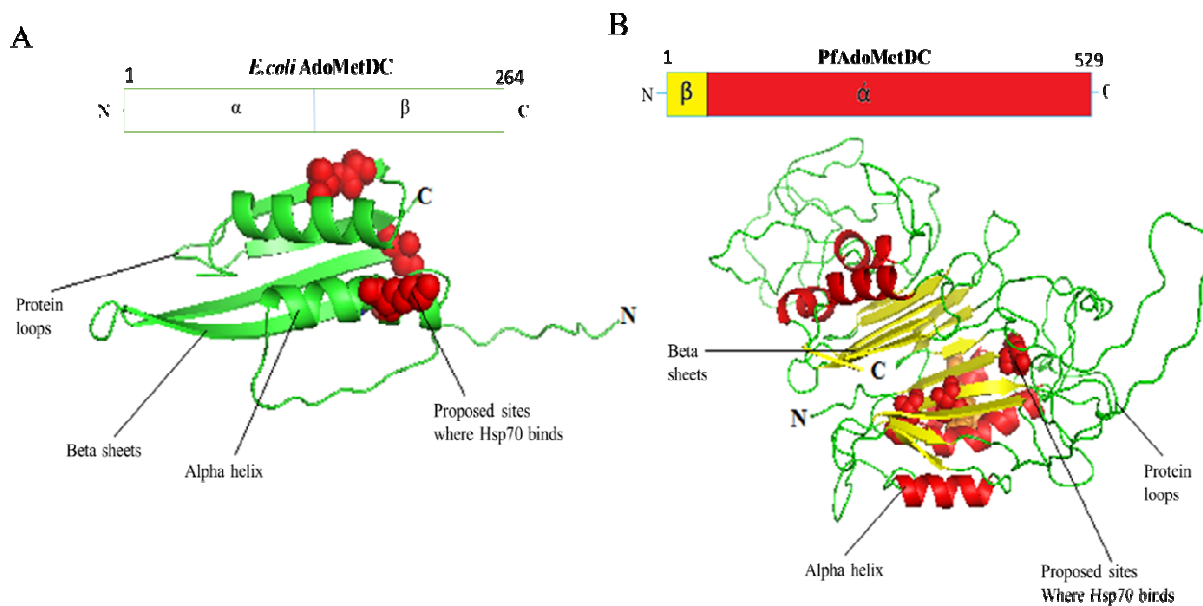 A
E.coli AdoMetDC
1
264
N
α
β
C
C
N
Protein
loops
Beta sheets
Alpha helix
Proposed sites
where Hsp70 binds
B
PfAdoMetDC
1
529
N
β
ά
Beta
sheets
C
N
Protein
loops
Alpha helix
Proposed sites
Where Hsp70 binds